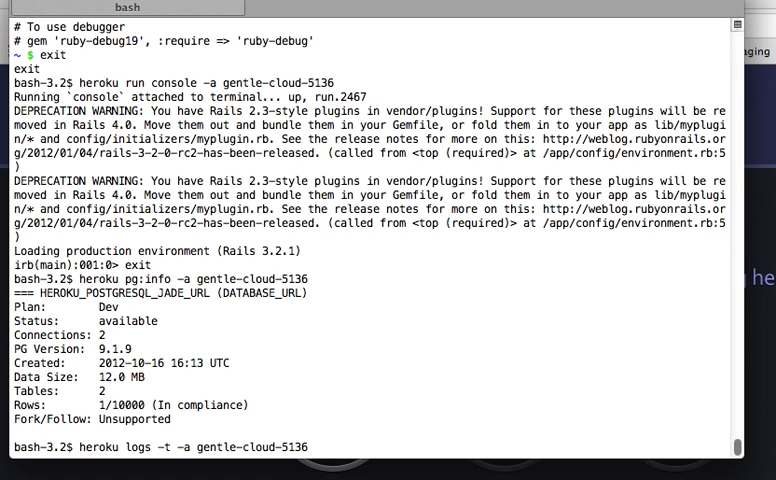 bash
# To use debugger
# gem 'ruby-debug19', :require => 'ruby-debug'
~ $ exit
exit
bash-3.2$ heroku run console -a gentle-cloud-5136
Running `console` attached to terminal... up, run.2467
DEPRECATION WARNING: You have Rails 2.3-style plugins in vendor/plugins! Support for these plugins will be re
moved in Rails 4.0. Move them out and bundle them in your Gemfile, or fold them in to your app as lib/myplugi
n/* and config/initializers/myplugin.rb. See the release notes for more on this: http://weblog.rubyonrails.or
g/2012/01/04/rails-3-2-0-rc2-has-been-released. (called from <top (required)> at /app/config/environment.rb:5
)
DEPRECATION WARNING: You have Rails 2.3-style plugins in vendor/plugins! Support for these plugins will be re
moved in Rails 4.0. Move them out and bundle them in your Gemfile, or fold them in to your app as lib/myplugi
n/* and config/initializers/myplugin.rb. See the release notes for more on this: http://weblog.rubyonrails.or
g/2012/01/04/rails-3-2-0-rc2-has-been-released. (called from <top (required)> at /app/config/environment.rb:5
)
Loading production environment (Rails 3.2.1)
irb(main):001:0> exit
bash-3.2$ heroku pg:info -a gentle-cloud-5136
=== HEROKU_POSTGRESQL_JADE_URL (DATABASE_URL)
Plan: Dev
Status: available
Connections: 2
PG Version: 9.1.9
Created: 2012-10-16 16:13 UTC
Data Size: 12.0 MB
Tables: 2
Rows: 1/10000 (In compliance)
Fork/Follow: Unsupported
bash-3.2$ heroku logs -t -a gentle-cloud-5136
aging
he